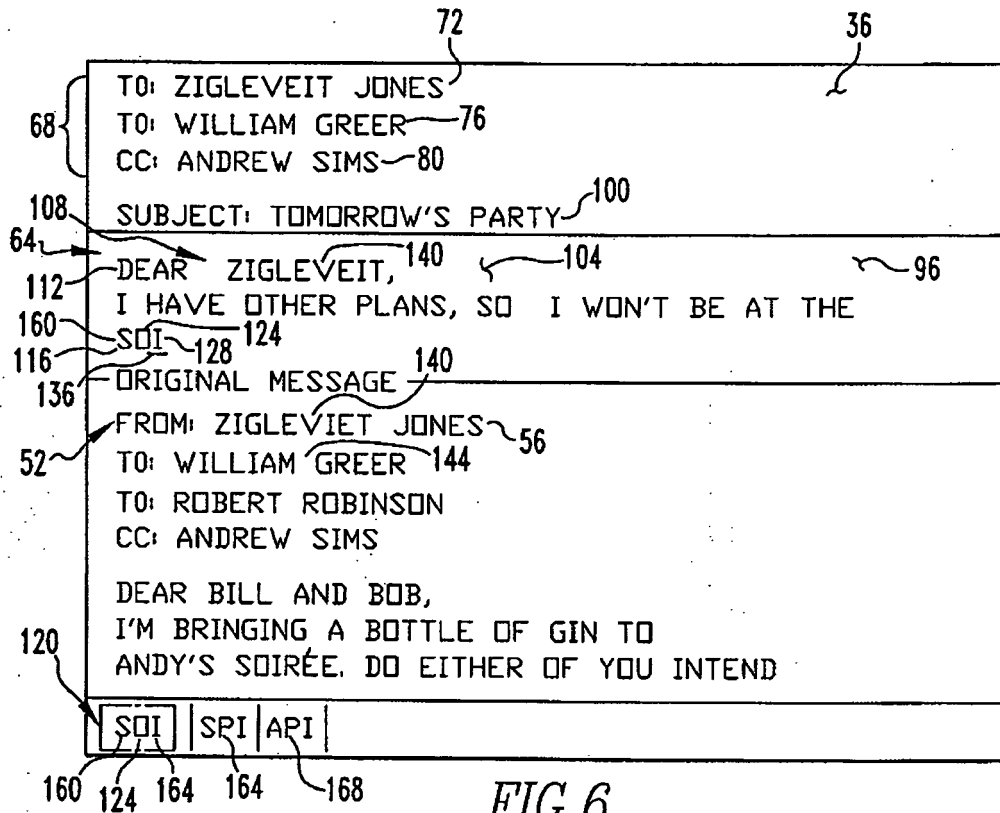 72 36
TO: ZIGLEVEIT JONES
68 TO: WILLIAM GREER 76
CC: ANDREW SIMS 80
SUBJECT: TOMORROW'S PARTY 100
108
64 140 104 96
112 DEAR ZIGLEVEIT,
I HAVE OTHER PLANS, SO I WON'T BE AT THE
160 SOI 124
116 128
136 ORIGINAL MESSAGE 140
FROM: ZIGLEVIET JONES 56
52 TO: WILLIAM GREER 144
TO: ROBERT ROBINSON
CC: ANDREW SIMS
DEAR BILL AND BOB,
I'M BRINGING A BOTTLE OF GIN TO
120 ANDY'S SOIRÉE. DO EITHER OF YOU INTEND
SOI SPI API
160 124 164 164 168
FIG. 6